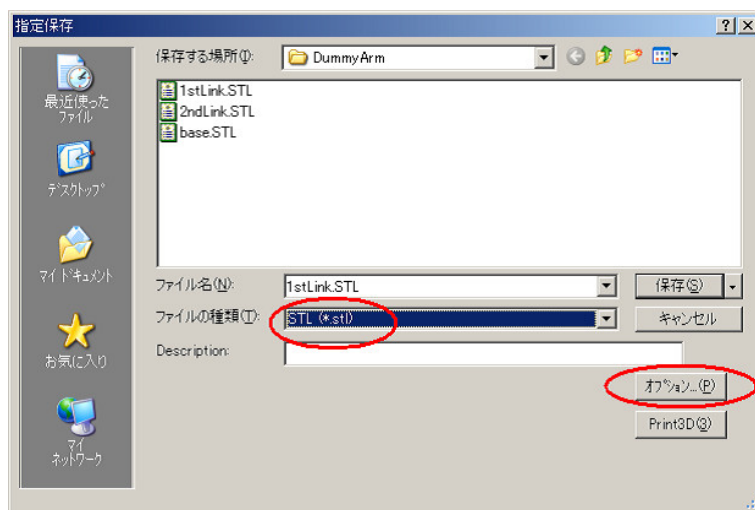 指定保存
保存する場所(I):
DummyArm
最近使った
ファイル
デスクトップ
マイ ドキュメント
お気に入り
マイ
ネットワーク
1stLink.STL
2ndLink.STL
base.STL
ファイル名(N):
1stLink.STL
保存(S)
ファイルの種類(T):
STL (*.stl)
キャンセル
Description:
オプション...(P)
Print3D(3)